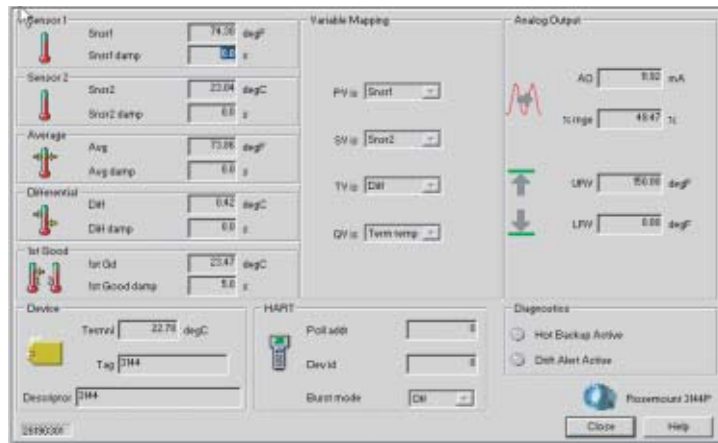 Sensor 1
Snsr1 74.30 degF
Snsr1 damp 0.0 s
Sensor 2
Snsr2 23.04 degC
Snsr2 damp s
Average
Avg 73.86 degF
Avg damp s
Differential
Diff 0.42 degC
Diff damp s
1st Good
1st Gd 23.47 degC
1st Good damp 5.0 s
Variable Mapping
PV is Snsr1
SV is Snsr2
TV is Diff
QV is Term temp
Analog Output
AO mA
% rnge %
URV 150.00 degF
LRV 0.00 degF
Device
Termnl 22.78 degC
Tag 3144
Descriptor 3144
HART
Poll addr 0
Dev id
Burst mode Off
Diagnostics
Hot Backup Active
Drift Alert Active
Rosemount 3144P
Close Help